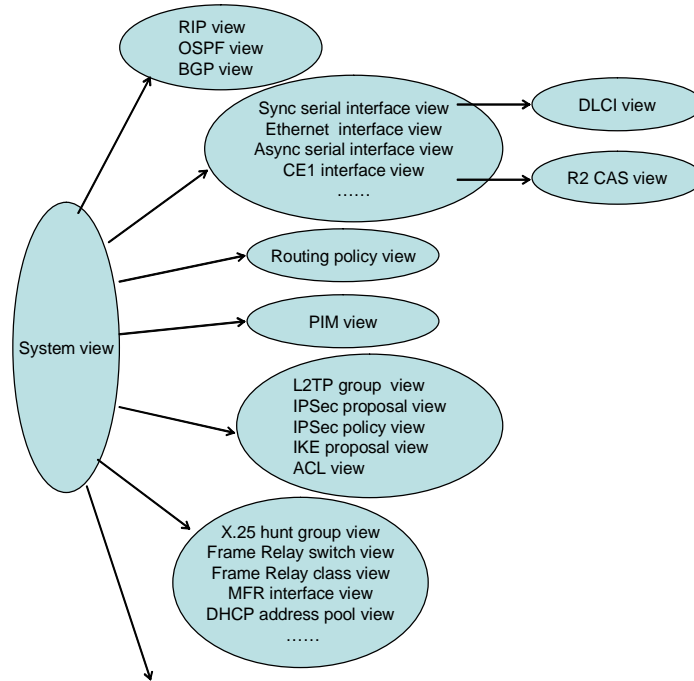 RIP view
OSPF view
BGP view
Sync serial interface view
Ethernet interface view
Async serial interface view
CE1 interface view
......
DLCI view
R2 CAS view
Routing policy view
PIM view
System view
L2TP group view
IPSec proposal view
IPSec policy view
IKE proposal view
ACL view
X.25 hunt group view
Frame Relay switch view
Frame Relay class view
MFR interface view
DHCP address pool view
......